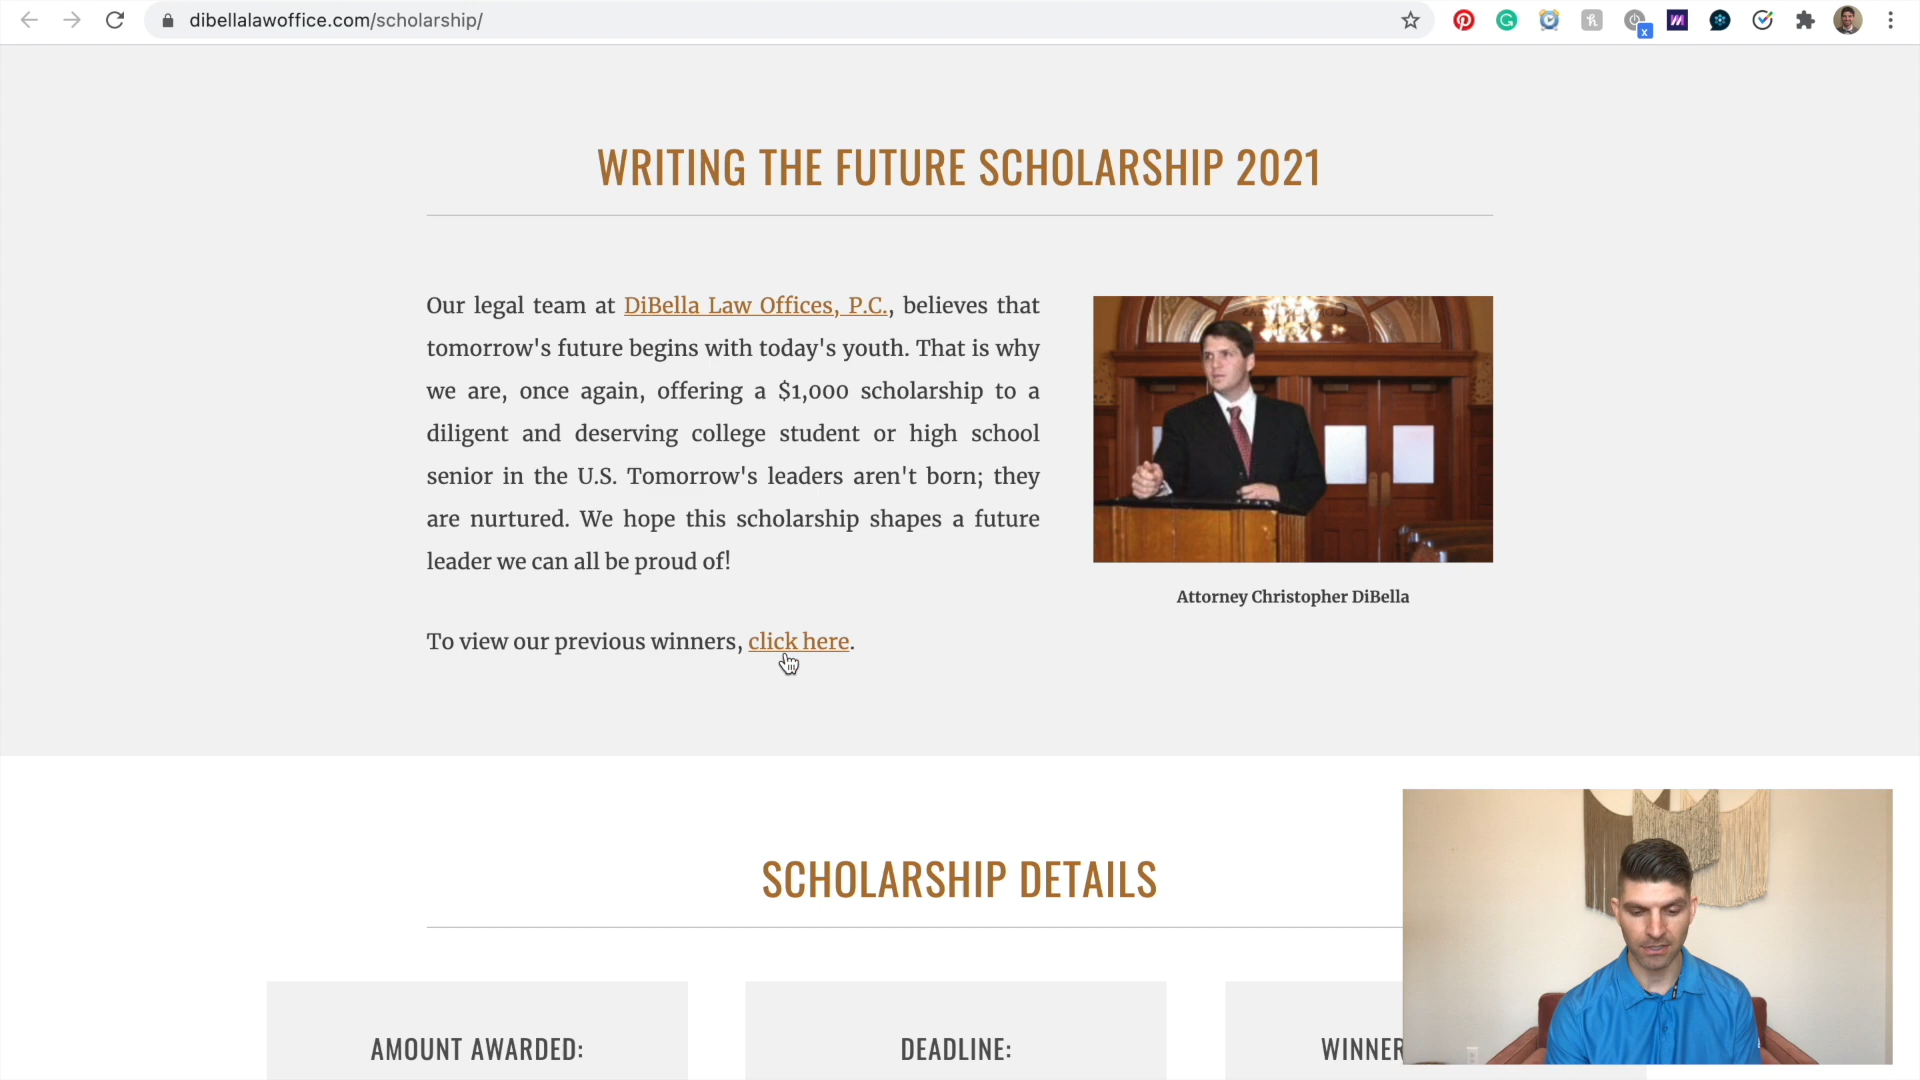 dibellalawoffice.com/scholarship/
WRITING THE FUTURE SCHOLARSHIP 2021
Our legal team at DiBella Law Offices, P.C., believes that
tomorrow's future begins with today's youth. That is why
we are, once again, offering a $1,000 scholarship to a
diligent and deserving college student or high school
senior in the U.S. Tomorrow's leaders aren't born; they
are nurtured. We hope this scholarship shapes a future
leader we can all be proud of!
Attorney Christopher DiBella
To view our previous winners, click here.
SCHOLARSHIP DETAILS
AMOUNT AWARDED:
DEADLINE:
WINNER